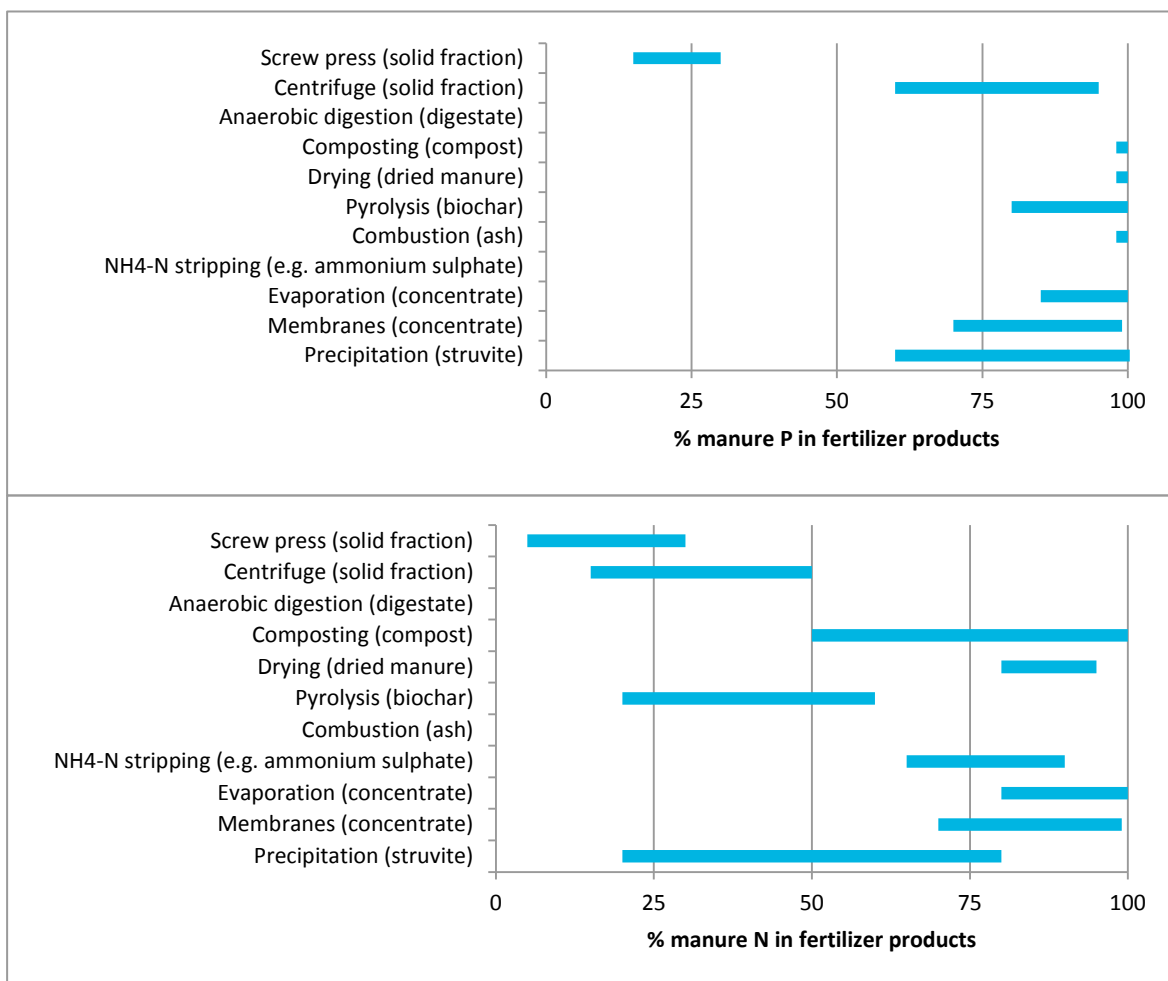 Screw press (solid fraction)
Centrifuge (solid fraction)
Anaerobic digestion (digestate)
Composting (compost)
Drying (dried manure)
Pyrolysis (biochar)
Combustion (ash)
NH4-N stripping (e.g. ammonium sulphate)
Evaporation (concentrate)
Membranes (concentrate)
Precipitation (struvite)
0 25 50 75 100
% manure P in fertilizer products
Screw press (solid fraction)
Centrifuge (solid fraction)
Anaerobic digestion (digestate)
Composting (compost)
Drying (dried manure)
Pyrolysis (biochar)
Combustion (ash)
NH4-N stripping (e.g. ammonium sulphate)
Evaporation (concentrate)
Membranes (concentrate)
Precipitation (struvite)
0 25 50 75 100
% manure N in fertilizer products